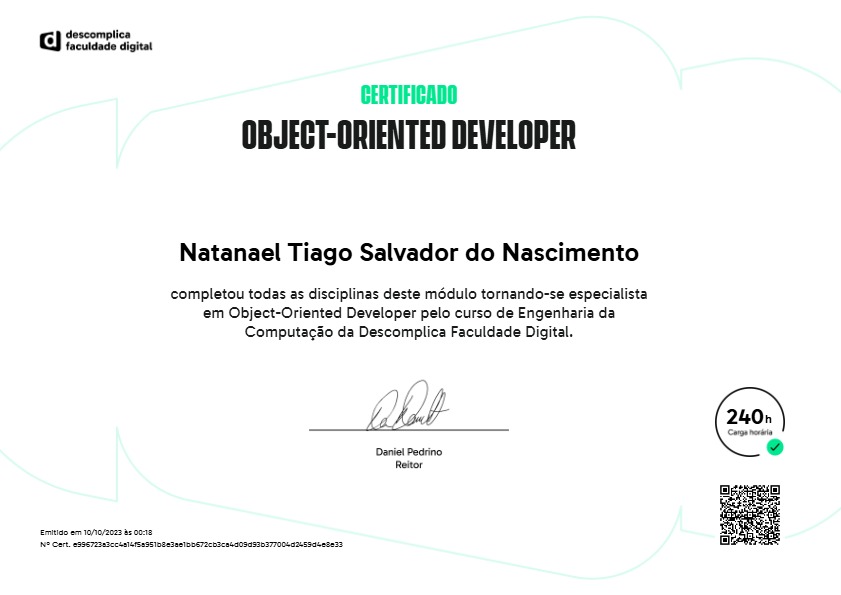 descomplica
faculdade digital
CERTIFICADO
OBJECT-ORIENTED DEVELOPER
Natanael Tiago Salvador do Nascimento
completou todas as disciplinas deste módulo tornando-se especialista
em Object-Oriented Developer pelo curso de Engenharia da
Computação da Descomplica Faculdade Digital.
Daniel Pedrino
Reitor
240h
Carga horária
Emitido em 10/10/2023 às 00:18
Nº Cert. e996723a3cc4a14f5a951b8e3ae1bb672cb3ca4d09d93b377004d2459d4e8e33